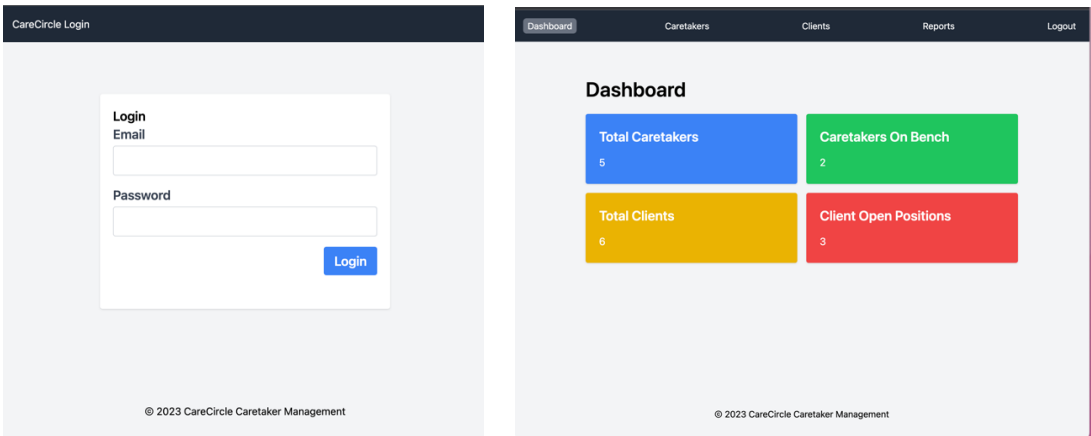 CareCircle Login
Login
Email
Password
Login
© 2023 CareCircle Caretaker Management
Dashboard Caretakers Clients Reports Logout
Dashboard
Total Caretakers
5
Caretakers On Bench
2
Total Clients
6
Client Open Positions
3
© 2023 CareCircle Caretaker Management